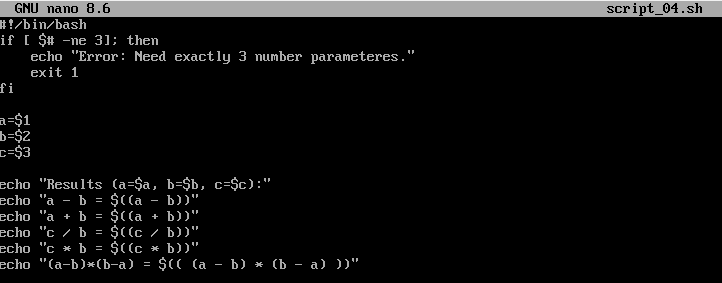 GNU nano 8.6 script_04.sh
#!/bin/bash
if [ $# -ne 3]; then
    echo "Error: Need exactly 3 number parameteres."
    exit 1
fi

a=$1
b=$2
c=$3

echo "Results (a=$a, b=$b, c=$c):"
echo "a - b = $((a - b))"
echo "a + b = $((a + b))"
echo "c / b = $((c / b))"
echo "c * b = $((c * b))"
echo "(a-b)*(b-a) = $(( (a - b) * (b - a) ))"